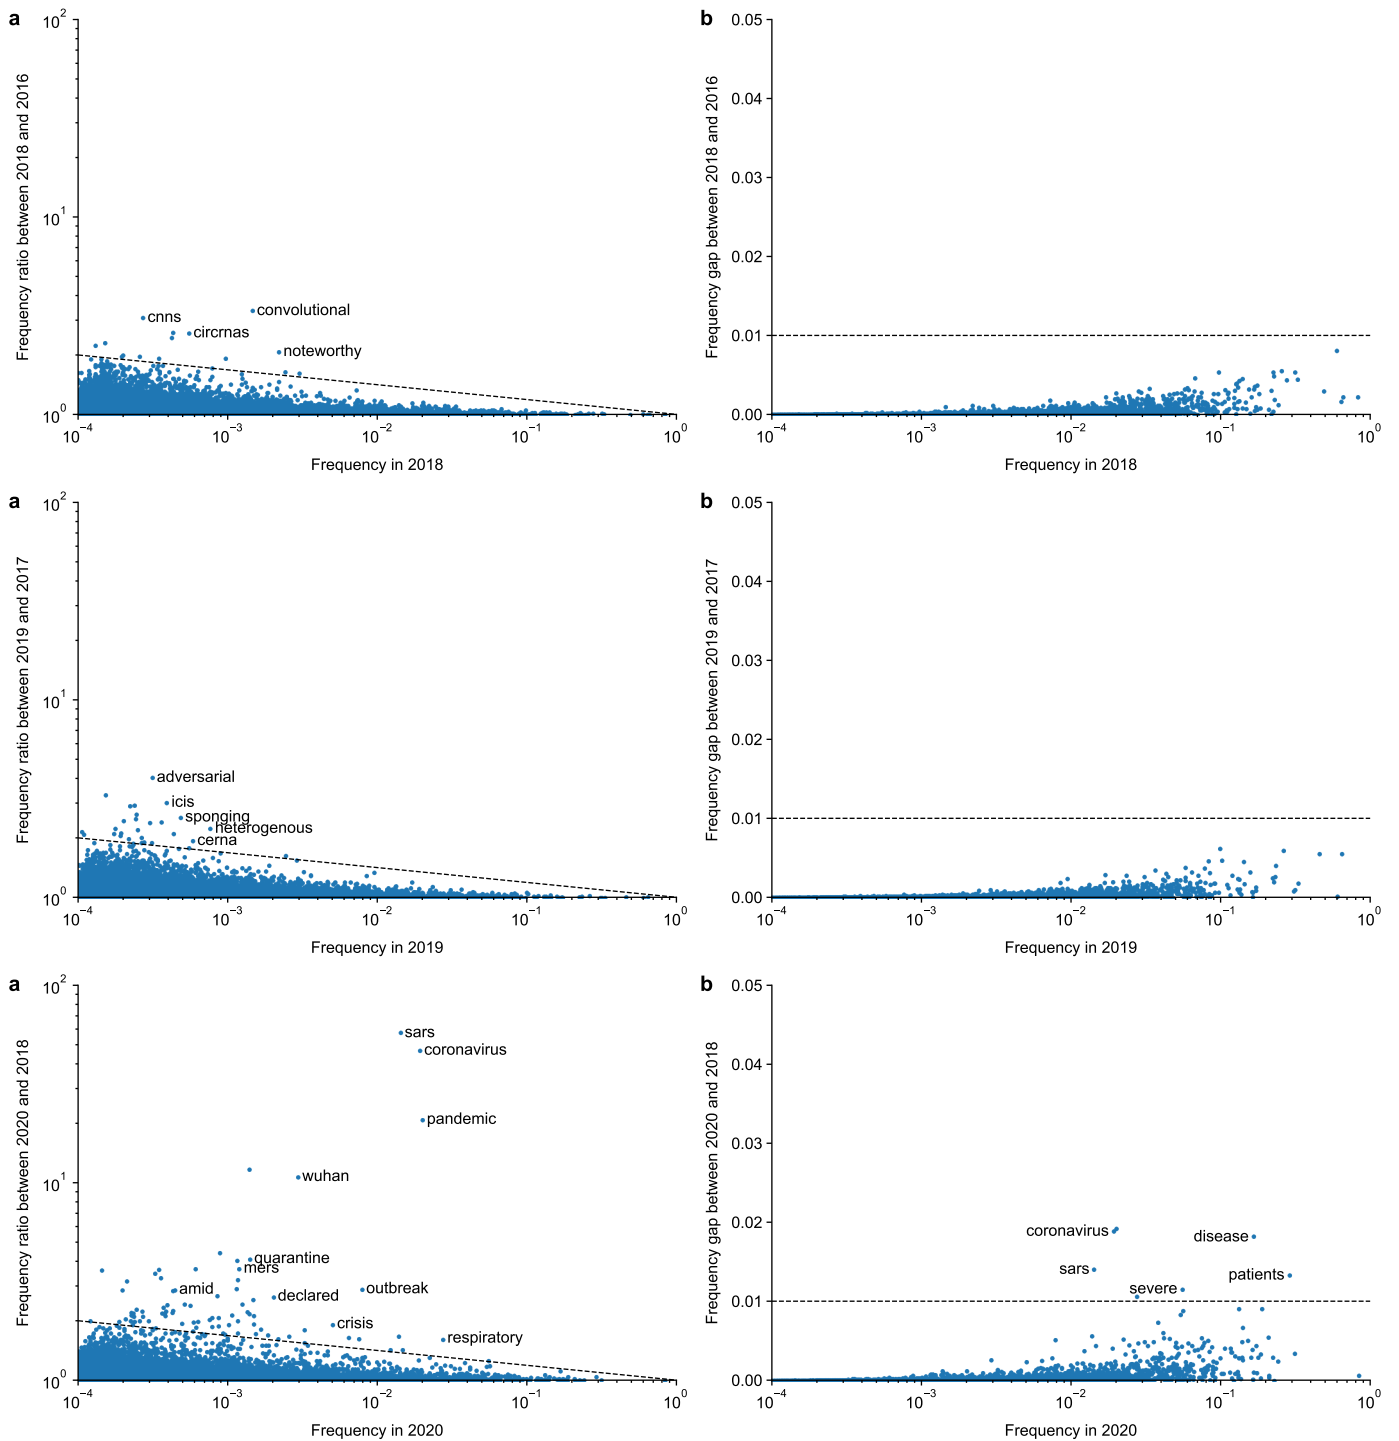 a
10^2
10^1
10^0
Frequency ratio between 2018 and 2016
cnns
convolutional
circrnas
noteworthy
10^−4
10^−3
10^−2
10^−1
10^0
Frequency in 2018
b
0.05
0.04
0.03
0.02
0.01
0.00
Frequency gap between 2018 and 2016
10^−4
10^−3
10^−2
10^−1
10^0
Frequency in 2018
a
10^2
10^1
10^0
Frequency ratio between 2019 and 2017
adversarial
icis
sponging
heterogenous
cerna
10^−4
10^−3
10^−2
10^−1
10^0
Frequency in 2019
b
0.05
0.04
0.03
0.02
0.01
0.00
Frequency gap between 2019 and 2017
10^−4
10^−3
10^−2
10^−1
10^0
Frequency in 2019
a
10^2
10^1
10^0
Frequency ratio between 2020 and 2018
sars
coronavirus
pandemic
wuhan
quarantine
mers
amid
declared
outbreak
crisis
respiratory
10^−4
10^−3
10^−2
10^−1
10^0
Frequency in 2020
b
0.05
0.04
0.03
0.02
0.01
0.00
Frequency gap between 2020 and 2018
coronavirus
disease
sars
patients
severe
10^−4
10^−3
10^−2
10^−1
10^0
Frequency in 2020